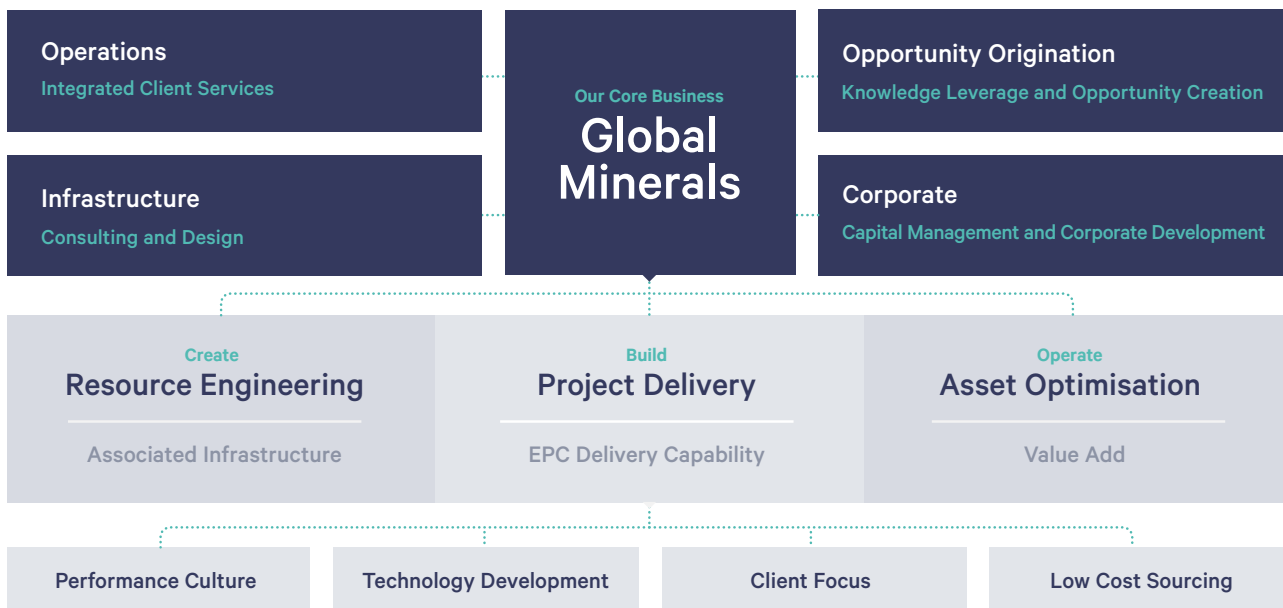 Operations
Integrated Client Services
Infrastructure
Consulting and Design
Our Core Business
Global
Minerals
Opportunity Origination
Knowledge Leverage and Opportunity Creation
Corporate
Capital Management and Corporate Development
Create
Resource Engineering
Associated Infrastructure
Build
Project Delivery
EPC Delivery Capability
Operate
Asset Optimisation
Value Add
Performance Culture
Technology Development
Client Focus
Low Cost Sourcing